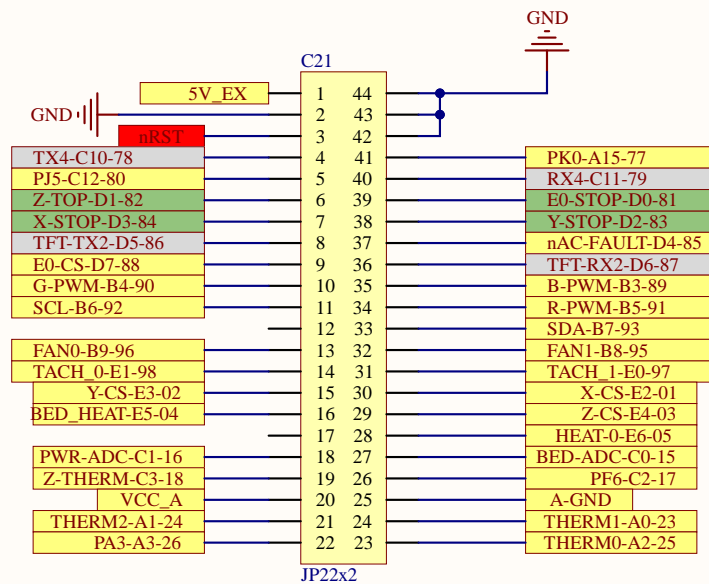 GND
C21
5V_EX 1 44
GND 2 43
nRST 3 42
TX4-C10-78 4 41 PK0-A15-77
PJ5-C12-80 5 40 RX4-C11-79
Z-TOP-D1-82 6 39 E0-STOP-D0-81
X-STOP-D3-84 7 38 Y-STOP-D2-83
TFT-TX2-D5-86 8 37 nAC-FAULT-D4-85
E0-CS-D7-88 9 36 TFT-RX2-D6-87
G-PWM-B4-90 10 35 B-PWM-B3-89
SCL-B6-92 11 34 R-PWM-B5-91
12 33 SDA-B7-93
FAN0-B9-96 13 32 FAN1-B8-95
TACH_0-E1-98 14 31 TACH_1-E0-97
Y-CS-E3-02 15 30 X-CS-E2-01
BED_HEAT-E5-04 16 29 Z-CS-E4-03
17 28 HEAT-0-E6-05
PWR-ADC-C1-16 18 27 BED-ADC-C0-15
Z-THERM-C3-18 19 26 PF6-C2-17
VCC_A 20 25 A-GND
THERM2-A1-24 21 24 THERM1-A0-23
PA3-A3-26 22 23 THERM0-A2-25
JP22x2